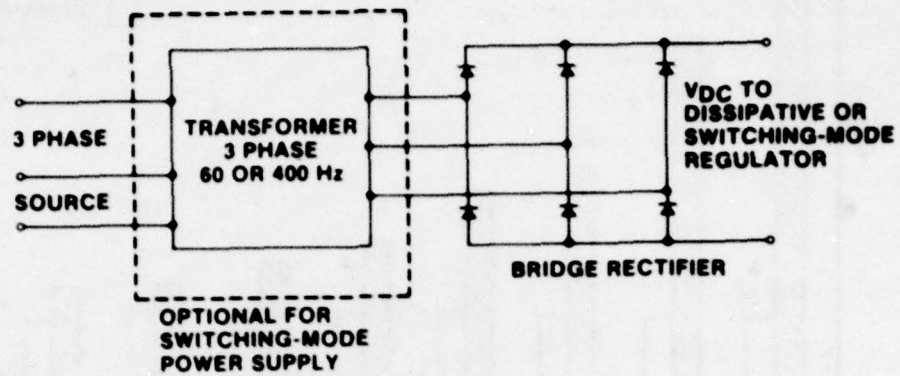 3 PHASE
SOURCE
TRANSFORMER
3 PHASE
60 OR 400 Hz
OPTIONAL FOR
SWITCHING-MODE
POWER SUPPLY
VDC TO
DISSIPATIVE OR
SWITCHING-MODE
REGULATOR
BRIDGE RECTIFIER